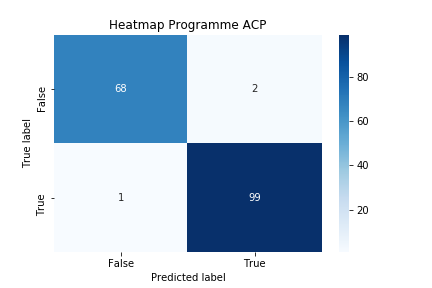 Heatmap Programme ACP
True label
False
68
2
True
1
99
False
True
Predicted label
80
60
40
20